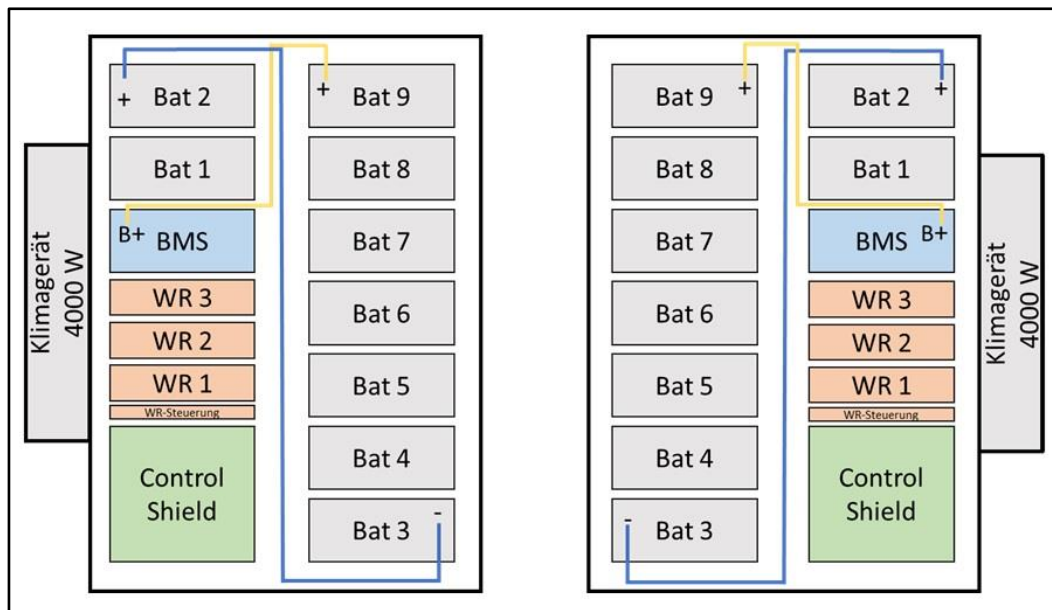 Klimagerät
4000 W
+
Bat 2
Bat 1
B+
BMS
WR 3
WR 2
WR 1
WR-Steuerung
Control
Shield
+
Bat 9
Bat 8
Bat 7
Bat 6
Bat 5
Bat 4
Bat 3
-
Bat 9
+
Bat 8
Bat 7
Bat 6
Bat 5
Bat 4
-
Bat 3
Bat 2
+
Bat 1
BMS
B+
WR 3
WR 2
WR 1
WR-Steuerung
Control
Shield
Klimagerät
4000 W